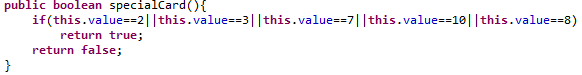 public boolean specialCard(){
    if(this.value==2||this.value==3||this.value==7||this.value==10||this.value==8)
        return true;
    return false;
}